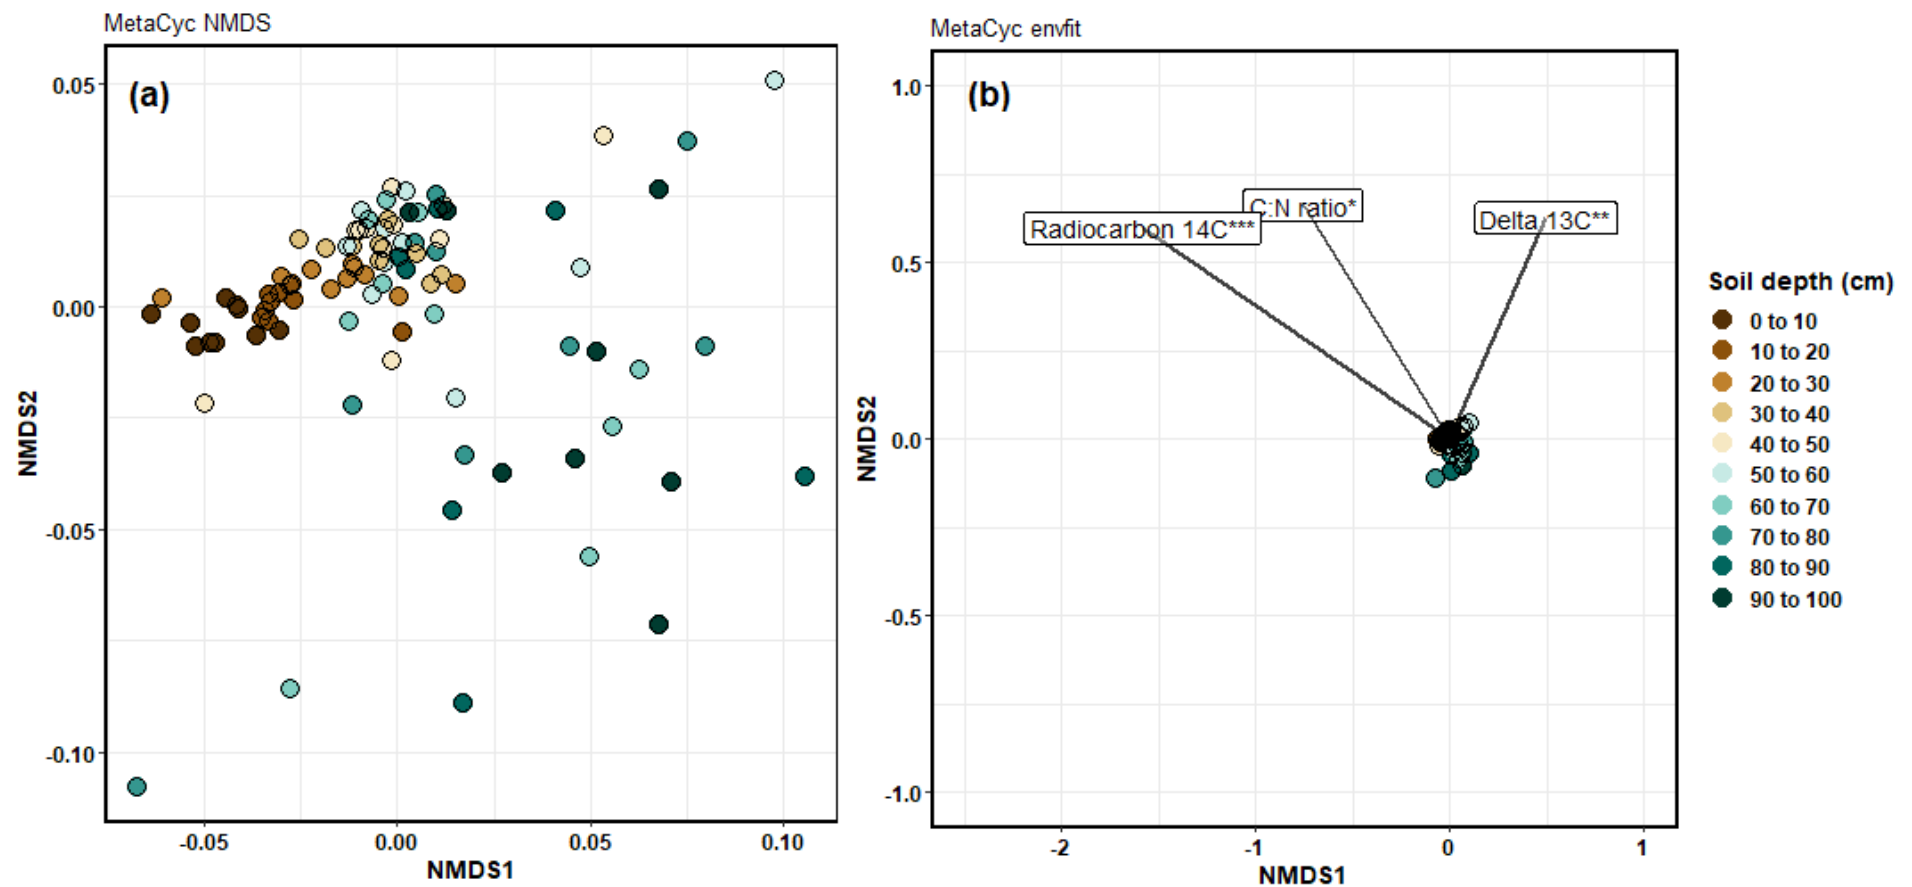 MetaCyc NMDS
(a)
0.05
0.00
-0.05
-0.10
NMDS2
-0.05
0.00
0.05
0.10
NMDS1
MetaCyc envfit
(b)
1.0
0.5
0.0
-0.5
-1.0
NMDS2
C:N ratio*
Radiocarbon 14C***
Delta 13C**
-2
-1
0
1
NMDS1
Soil depth (cm)
0 to 10
10 to 20
20 to 30
30 to 40
40 to 50
50 to 60
60 to 70
70 to 80
80 to 90
90 to 100